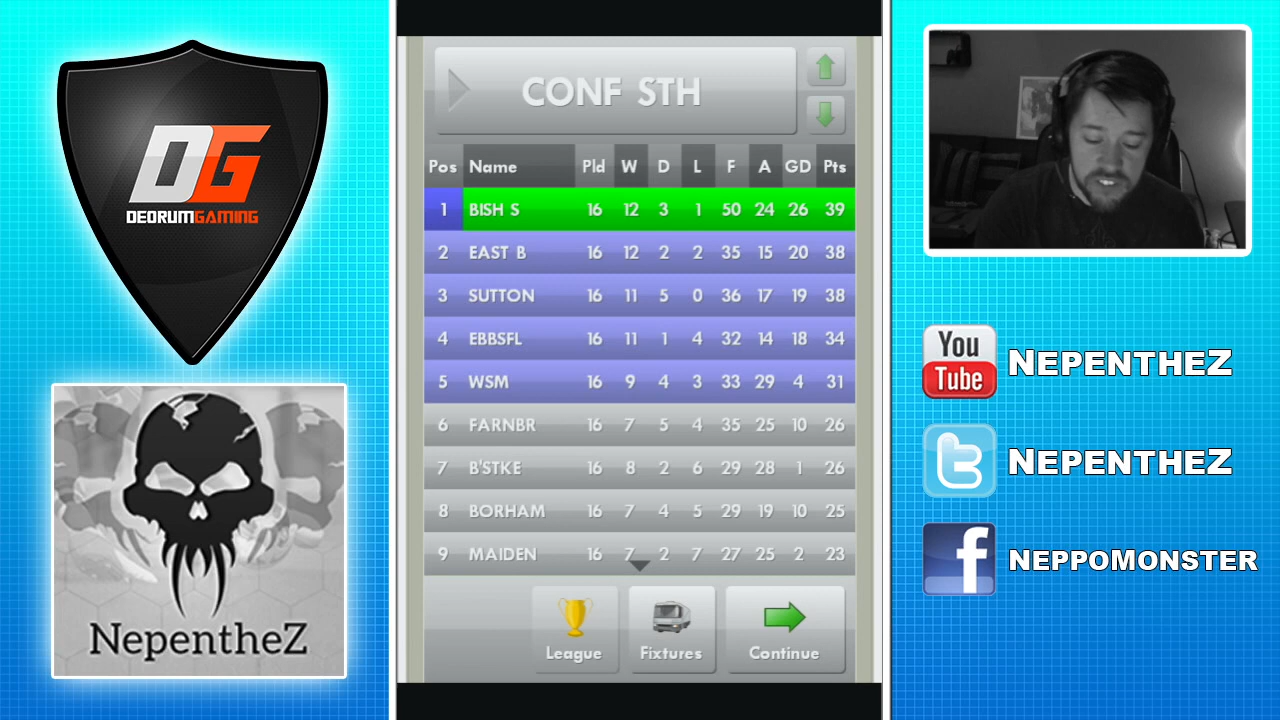 DG
DEORUMGAMING
NepentheZ
CONF STH
Pos Name Pld W D L F A GD Pts
1 BISH S 16 12 3 1 50 24 26 39
2 EAST B 16 12 2 2 35 15 20 38
3 SUTTON 16 11 5 0 36 17 19 38
4 EBBSFL 16 11 1 4 32 14 18 34
5 WSM 16 9 4 3 33 29 4 31
6 FARNBR 16 7 5 4 35 25 10 26
7 B'STKE 16 8 2 6 29 28 1 26
8 BORHAM 16 7 4 5 29 19 10 25
9 MAIDEN 16 7 2 7 27 25 2 23
League Fixtures Continue
You
Tube NEPENTHEZ
t NEPENTHEZ
f NEPPOMONSTER